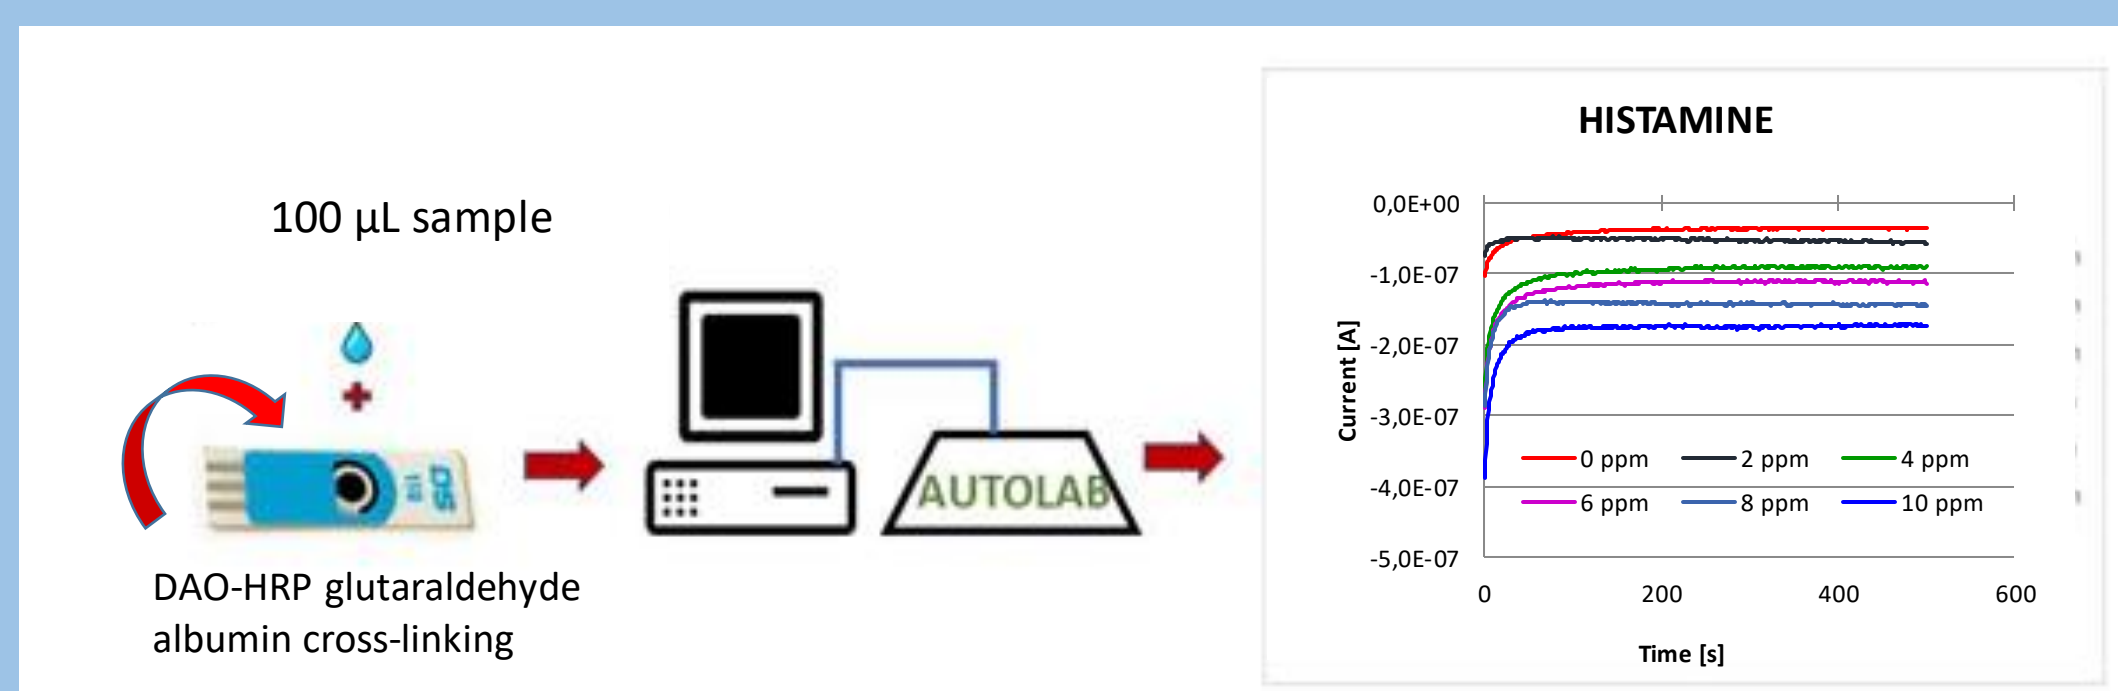 100 µL sample
DS
110
DAO-HRP glutaraldehyde
albumin cross-linking
AUTOLAB
HISTAMINE
0,0E+00
-1,0E-07
-2,0E-07
-3,0E-07
-4,0E-07
-5,0E-07
Current [A]
0 ppm 2 ppm 4 ppm
6 ppm 8 ppm 10 ppm
0 200 400 600
Time [s]